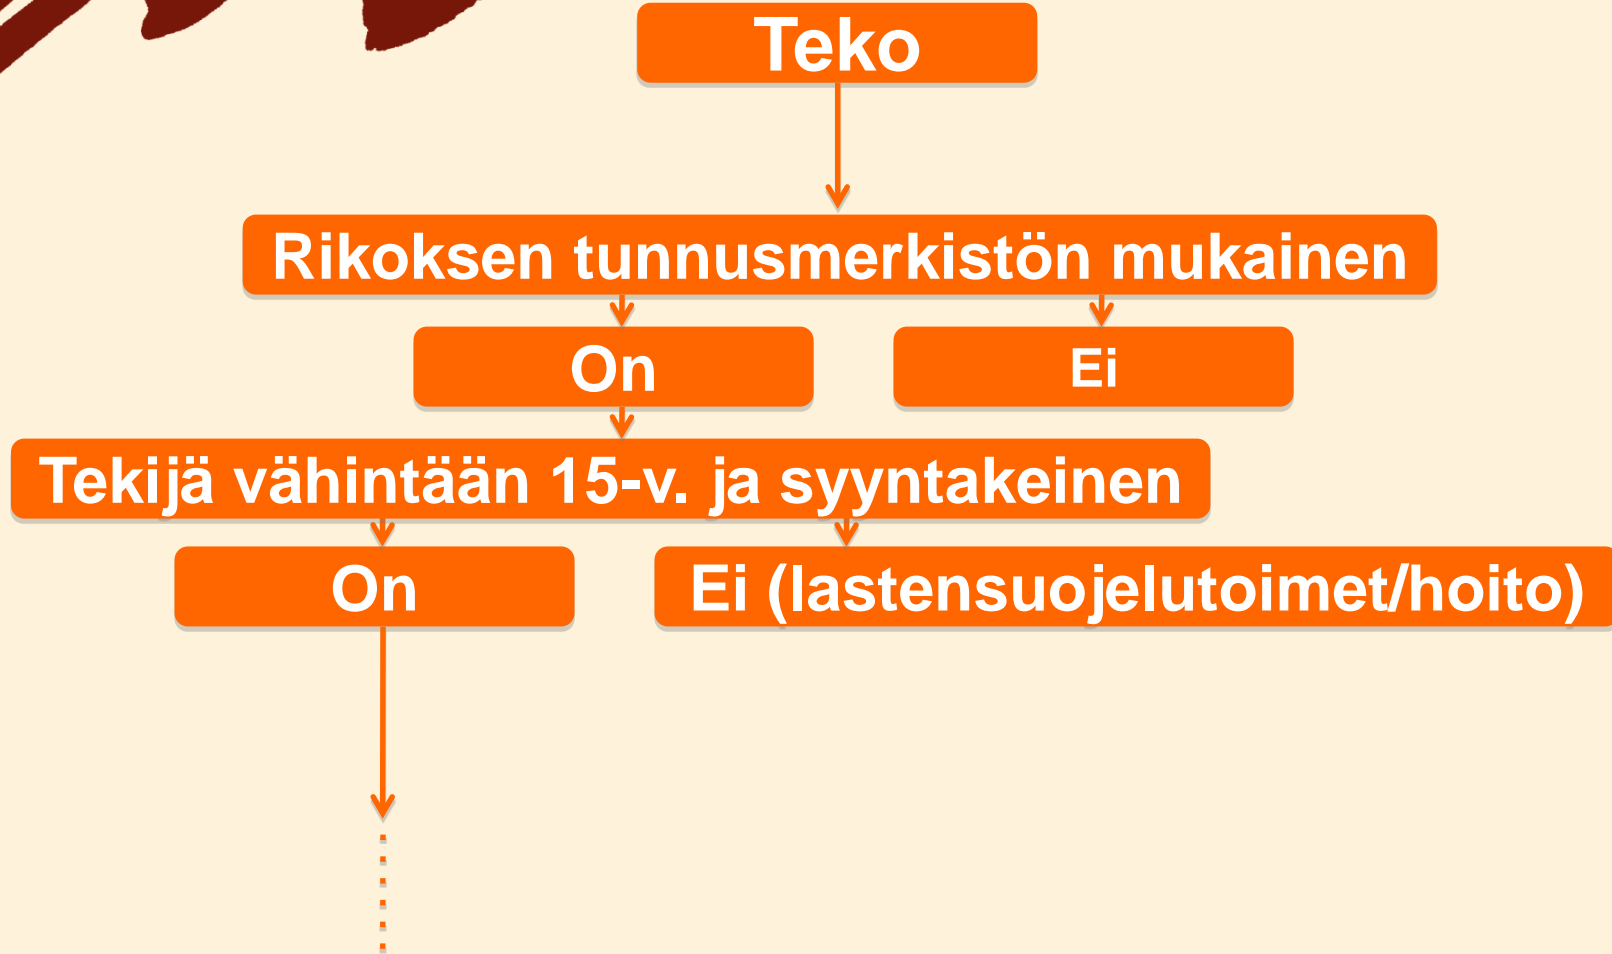 Teko
Rikoksen tunnusmerkistön mukainen
On
Ei
Tekijä vähintään 15-v. ja syyntakeinen
On
Ei (lastensuojelutoimet/hoito)